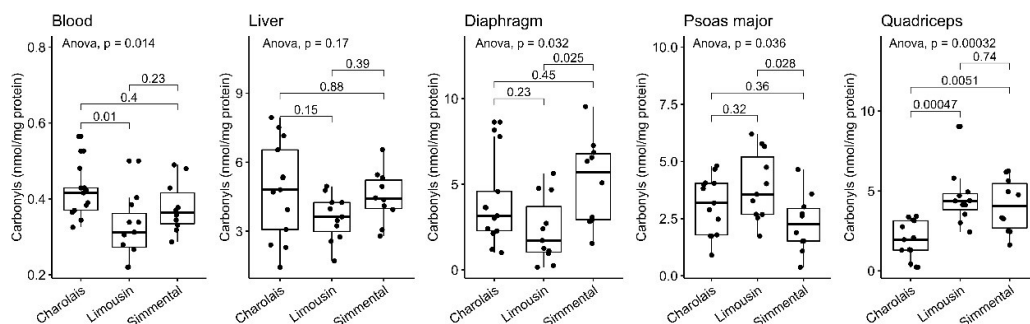 Blood
Anova, p = 0.014
0.23
0.4
0.01
Carbonyls (nmol/mg protein)
0.8
0.6
0.4
0.2
Charolais
Limousin
Simmental
Liver
Anova, p = 0.17
0.39
0.88
0.15
Carbonyls (nmol/mg protein)
9
6
3
Charolais
Limousin
Simmental
Diaphragm
Anova, p = 0.032
0.025
0.45
0.23
Carbonyls (nmol/mg protein)
10
5
0
Charolais
Limousin
Simmental
Psoas major
Anova, p = 0.036
0.028
0.36
0.32
Carbonyls (nmol/mg protein)
10.0
7.5
5.0
2.5
0.0
Charolais
Limousin
Simmental
Quadriceps
Anova, p = 0.00032
0.74
0.0051
0.00047
Carbonyls (nmol/mg protein)
10
5
0
Charolais
Limousin
Simmental